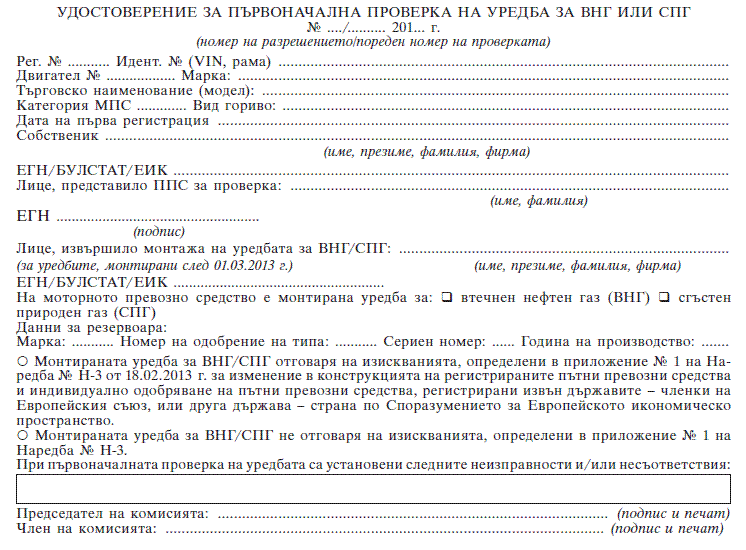 УДОСТОВЕРЕНИЕ ЗА ПЪРВОНАЧАЛНА ПРОВЕРКА НА УРЕДБА ЗА ВНГ ИЛИ СПГ
№ ..../.......... 201... г.
(номер на разрешението/пореден номер на проверката)
Рег. № ........... Идент. № (VIN, рама) ..........................................................................
Двигател № .................. Марка: ..........................................................................
Търговско наименование (модел): ..........................................................................
Категория МПС ............. Вид гориво: ..........................................................................
Дата на първа регистрация ..........................................................................
Собственик ..........................................................................
(име, презиме, фамилия, фирма)
ЕГН/БУЛСТАТ/ЕИК ..........................................................................
Лице, представило ППС за проверка: ..........................................................................
(име, фамилия)
ЕГН ....................................................
(подпис)
Лице, извършило монтажа на уредбата за ВНГ/СПГ: ..........................................................................
(за уредбите, монтирани след 01.03.2013 г.) (име, презиме, фамилия, фирма)
ЕГН/БУЛСТАТ/ЕИК ......................................................
На моторното превозно средство е монтирана уредба за: ❑ втечнен нефтен газ (ВНГ) ❑ сгъстен
природен газ (СПГ)
Данни за резервоара:
Марка: ........... Номер на одобрение на типа: ........... Сериен номер: ...... Година на производство: .......
○ Монтираната уредба за ВНГ/СПГ отговаря на изискванията, определени в приложение № 1 на На-
редба № Н-3 от 18.02.2013 г. за изменение в конструкцията на регистрираните пътни превозни средства
и индивидуално одобряване на пътни превозни средства, регистрирани извън държавите – членки на
Европейския съюз, или друга държава – страна по Споразумението за Европейското икономическо
пространство.
○ Монтираната уредба за ВНГ/СПГ не отговаря на изискванията, определени в приложение № 1 на
Наредба № Н-3.
При първоначалната проверка на уредбата са установени следните неизправности и/или несъответствия:
Председател на комисията: .......................................................................... (подпис и печат)
Член на комисията: .......................................................................... (подпис и печат)